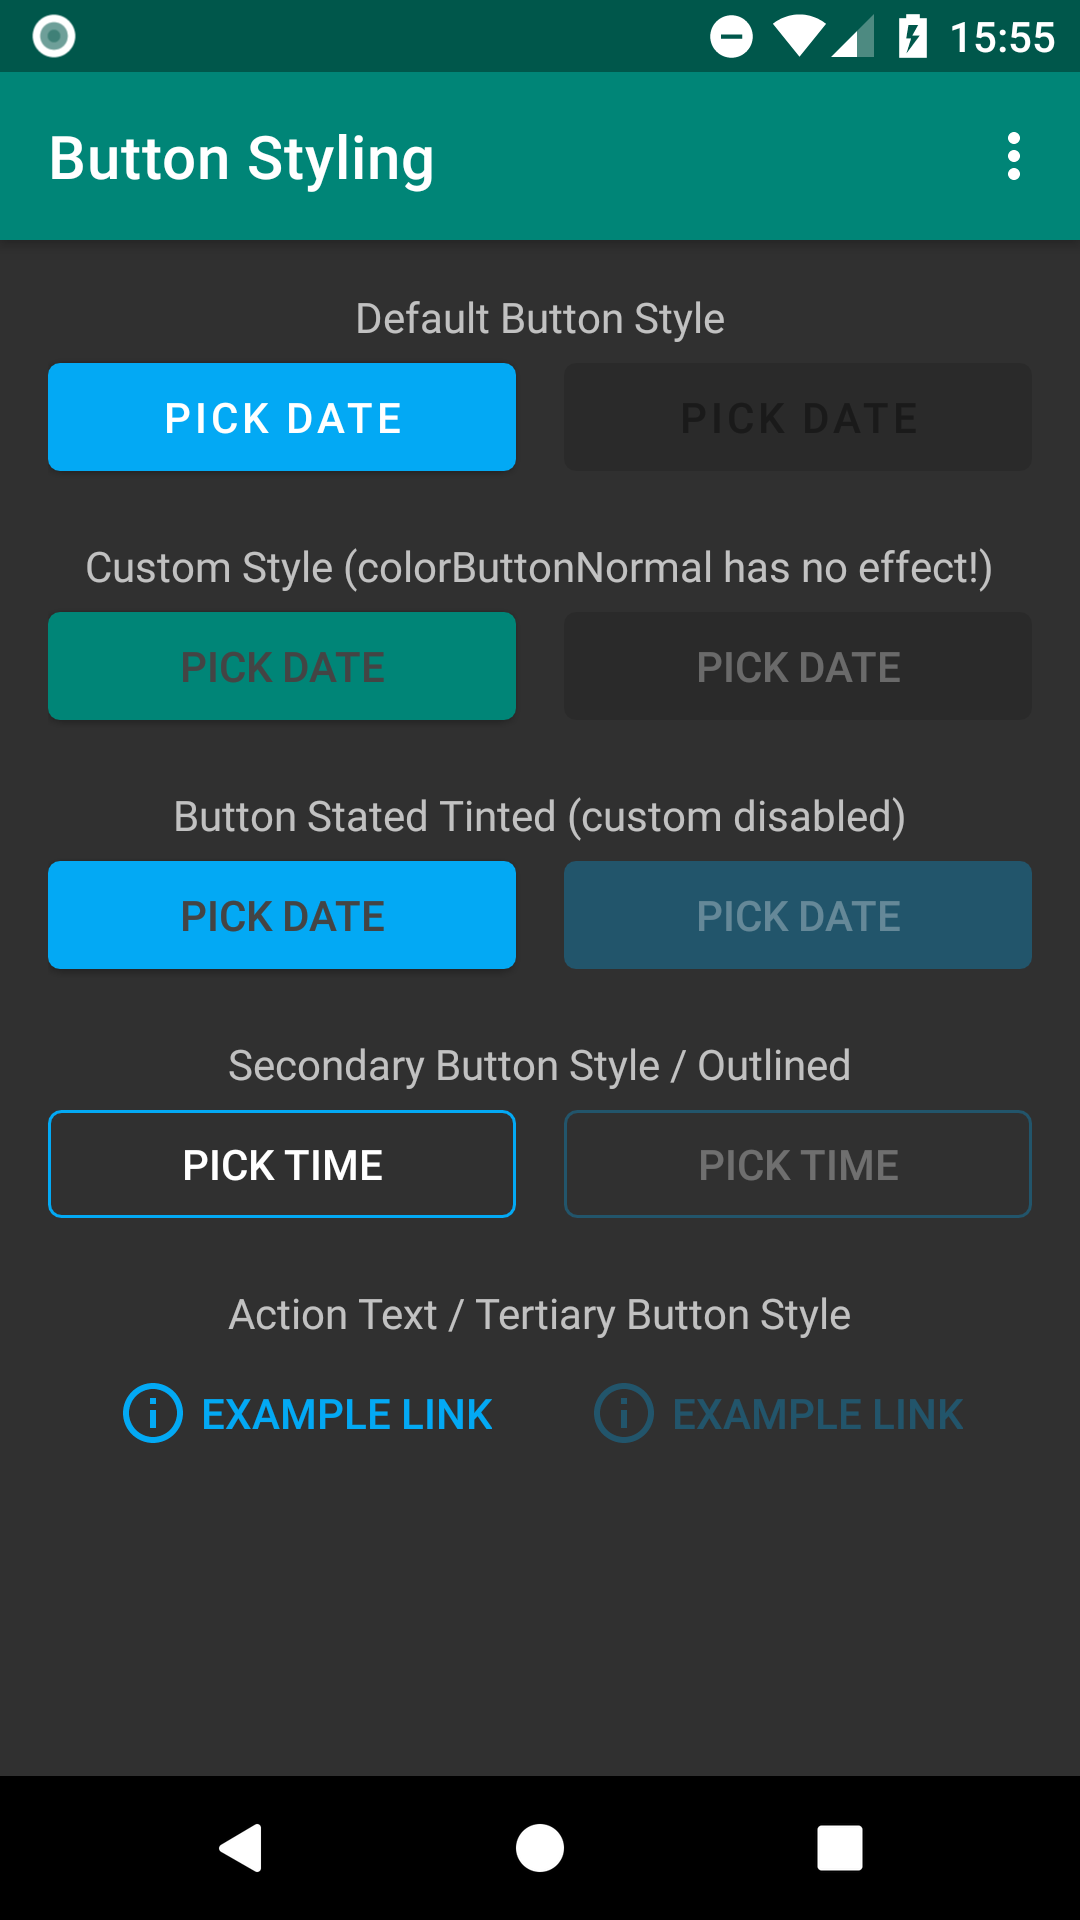 15:55
Button Styling
Default Button Style
PICK DATE PICK DATE
Custom Style (colorButtonNormal has no effect!)
PICK DATE PICK DATE
Button Stated Tinted (custom disabled)
PICK DATE PICK DATE
Secondary Button Style / Outlined
PICK TIME PICK TIME
Action Text / Tertiary Button Style
EXAMPLE LINK EXAMPLE LINK